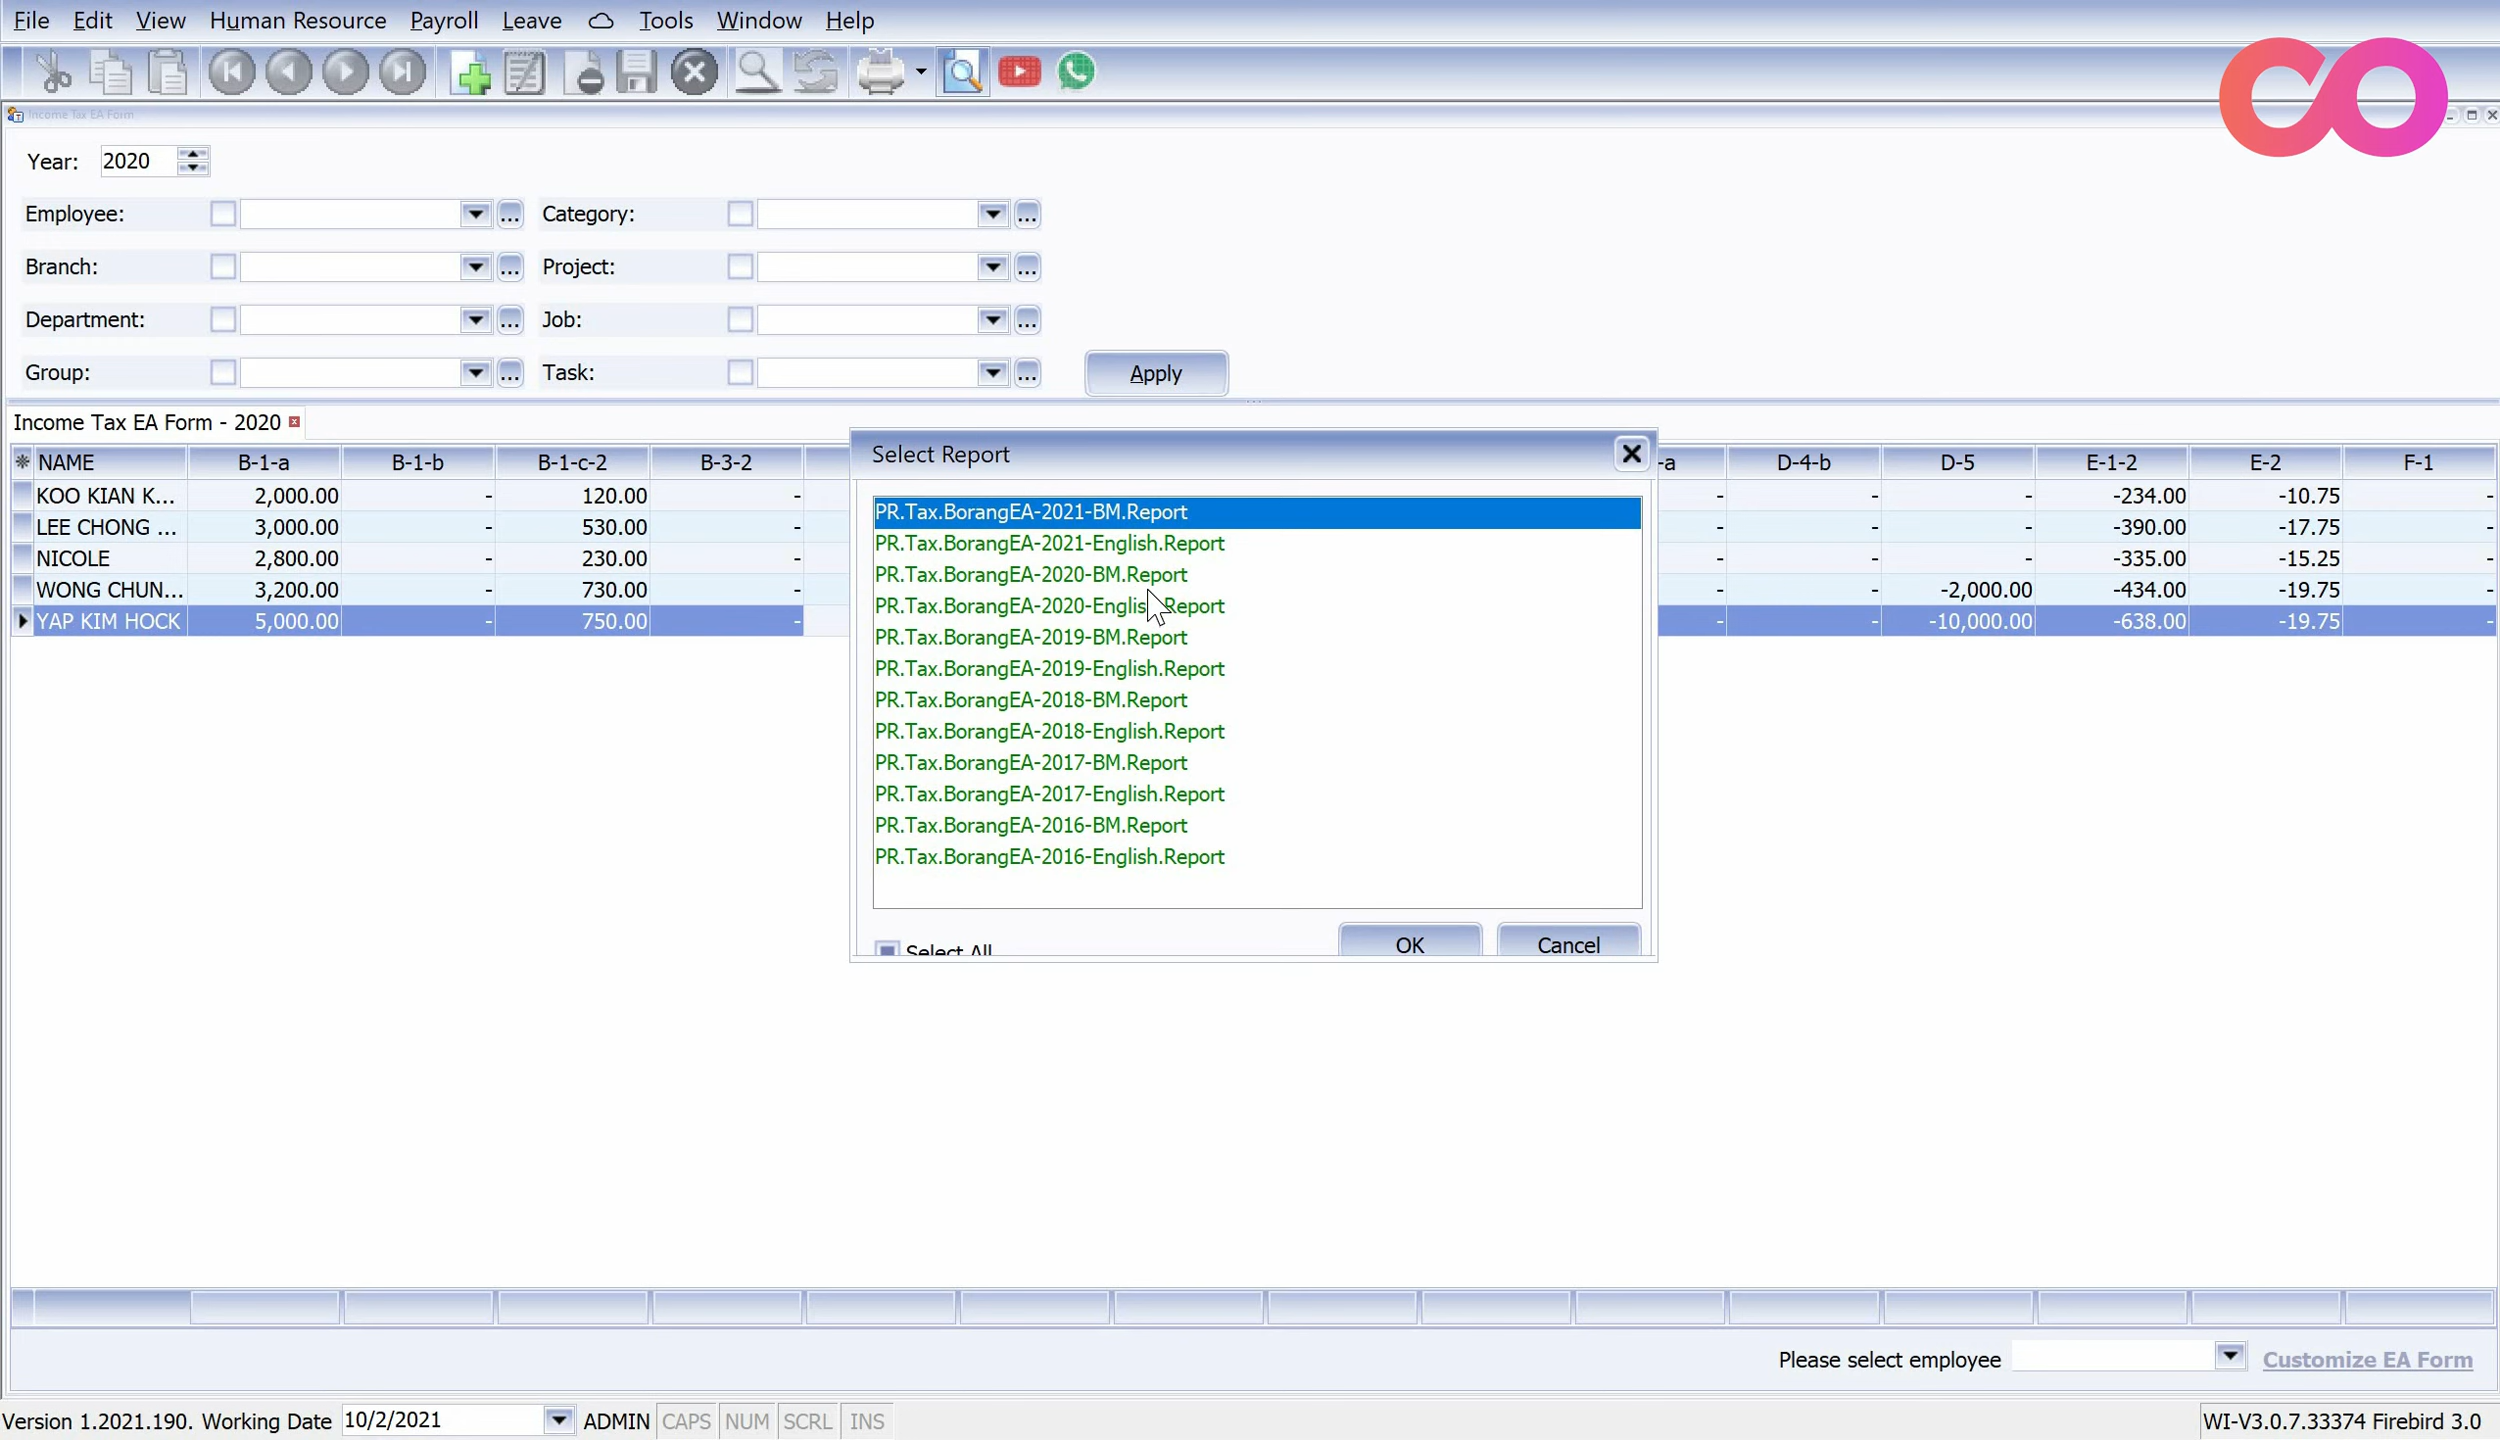 File Edit View Human Resource Payroll Leave Tools Window Help
Income Tax EA Form
Year: 2020
Employee: ... Category: ...
Branch: ... Project: ...
Department: ... Job: ...
Group: ... Task: ... Apply
Income Tax EA Form - 2020
NAME B-1-a B-1-b B-1-c-2 B-3-2 -a D-4-b D-5 E-1-2 E-2 F-1
KOO KIAN K... 2,000.00 - 120.00 - - - - -234.00 -10.75 -
LEE CHONG ... 3,000.00 - 530.00 - - - - -390.00 -17.75 -
NICOLE 2,800.00 - 230.00 - - - - -335.00 -15.25 -
WONG CHUN... 3,200.00 - 730.00 - - - -2,000.00 -434.00 -19.75 -
YAP KIM HOCK 5,000.00 - 750.00 - - - -10,000.00 -638.00 -19.75 -
Select Report
PR.Tax.BorangEA-2021-BM.Report
PR.Tax.BorangEA-2021-English.Report
PR.Tax.BorangEA-2020-BM.Report
PR.Tax.BorangEA-2020-English.Report
PR.Tax.BorangEA-2019-BM.Report
PR.Tax.BorangEA-2019-English.Report
PR.Tax.BorangEA-2018-BM.Report
PR.Tax.BorangEA-2018-English.Report
PR.Tax.BorangEA-2017-BM.Report
PR.Tax.BorangEA-2017-English.Report
PR.Tax.BorangEA-2016-BM.Report
PR.Tax.BorangEA-2016-English.Report
Select All OK Cancel
Please select employee Customize EA Form
Version 1.2021.190. Working Date 10/2/2021 ADMIN CAPS NUM SCRL INS WI-V3.0.7.33374 Firebird 3.0